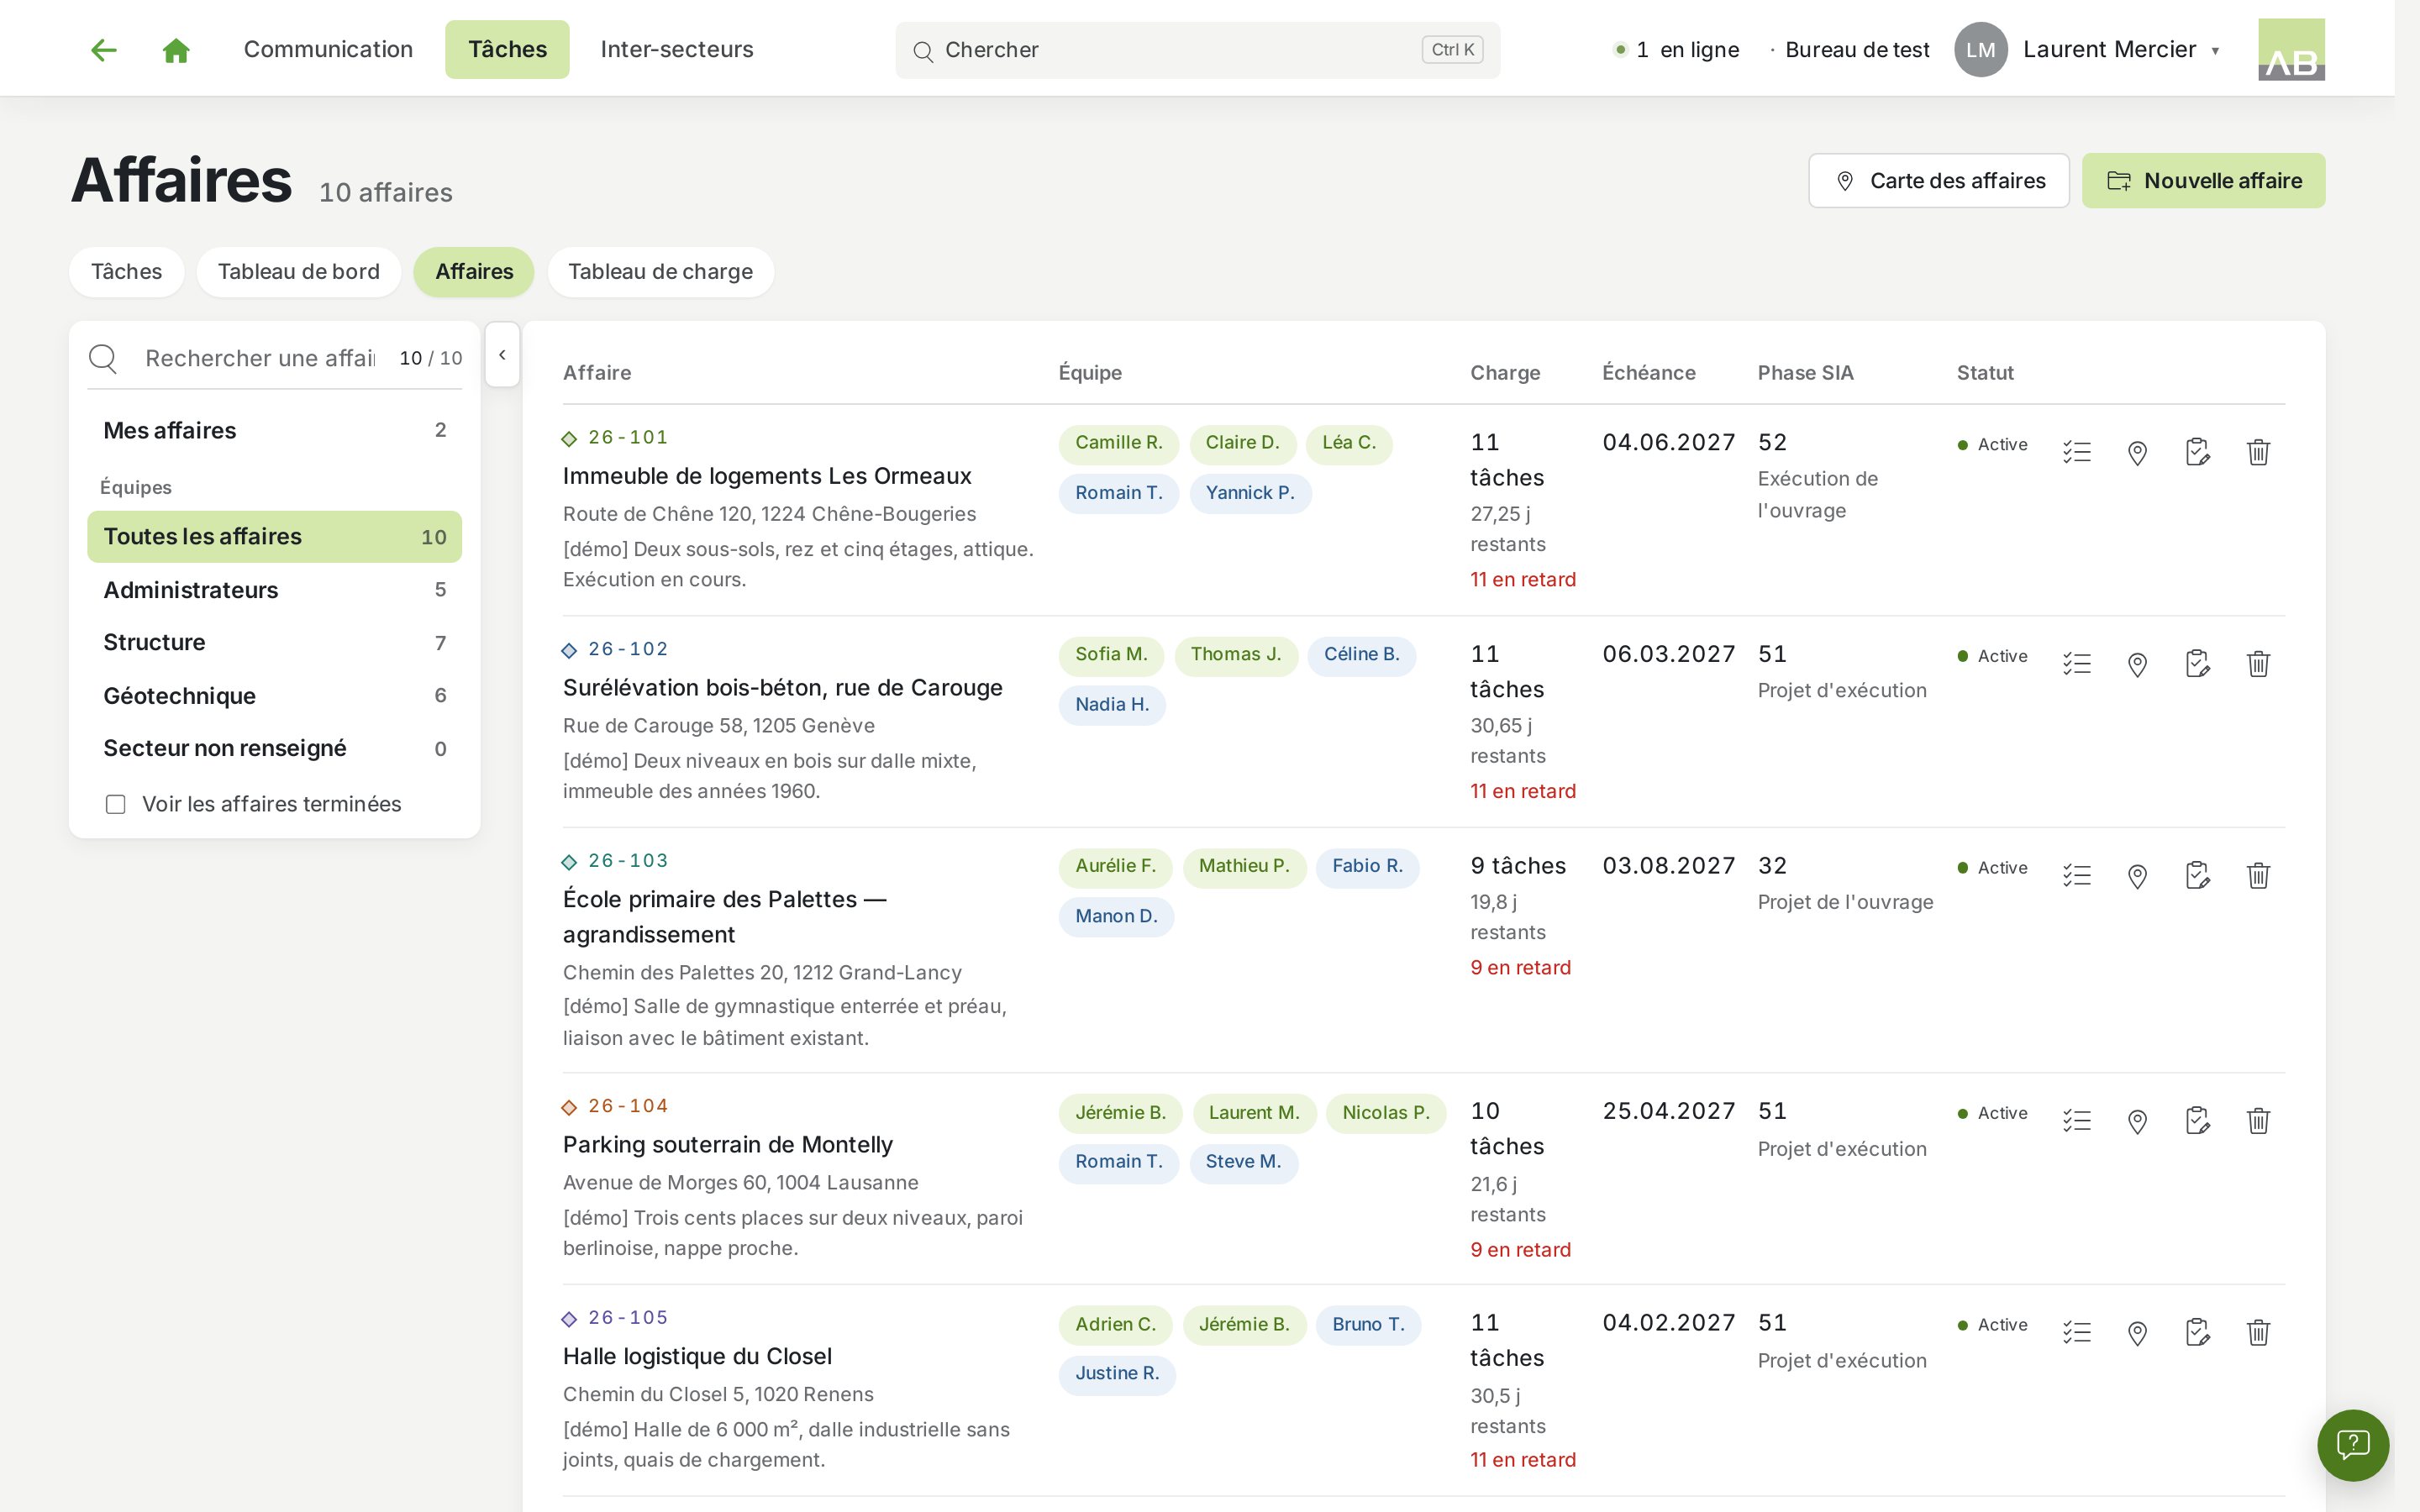 Communication
Tâches
Inter-secteurs
Chercher
Ctrl K
1 en ligne
· Bureau de test
LM
Laurent Mercier
AB
Affaires
10 affaires
Carte des affaires
Nouvelle affaire
Tâches
Tableau de bord
Affaires
Tableau de charge
Rechercher une affai
10 / 10
Mes affaires 2
Équipes
Toutes les affaires 10
Administrateurs 5
Structure 7
Géotechnique 6
Secteur non renseigné 0
Voir les affaires terminées
Affaire
Équipe
Charge
Échéance
Phase SIA
Statut
26-101
Immeuble de logements Les Ormeaux
Route de Chêne 120, 1224 Chêne-Bougeries
[démo] Deux sous-sols, rez et cinq étages, attique.
Exécution en cours.
Camille R. Claire D. Léa C.
Romain T. Yannick P.
11
tâches
27,25 j
restants
11 en retard
04.06.2027
52
Exécution de
l'ouvrage
Active
26-102
Surélévation bois-béton, rue de Carouge
Rue de Carouge 58, 1205 Genève
[démo] Deux niveaux en bois sur dalle mixte,
immeuble des années 1960.
Sofia M. Thomas J. Céline B.
Nadia H.
11
tâches
30,65 j
restants
11 en retard
06.03.2027
51
Projet d'exécution
Active
26-103
École primaire des Palettes —
agrandissement
Chemin des Palettes 20, 1212 Grand-Lancy
[démo] Salle de gymnastique enterrée et préau,
liaison avec le bâtiment existant.
Aurélie F. Mathieu P. Fabio R.
Manon D.
9 tâches
19,8 j
restants
9 en retard
03.08.2027
32
Projet de l'ouvrage
Active
26-104
Parking souterrain de Montelly
Avenue de Morges 60, 1004 Lausanne
[démo] Trois cents places sur deux niveaux, paroi
berlinoise, nappe proche.
Jérémie B. Laurent M. Nicolas P.
Romain T. Steve M.
10
tâches
21,6 j
restants
9 en retard
25.04.2027
51
Projet d'exécution
Active
26-105
Halle logistique du Closel
Chemin du Closel 5, 1020 Renens
[démo] Halle de 6 000 m², dalle industrielle sans
joints, quais de chargement.
Adrien C. Jérémie B. Bruno T.
Justine R.
11
tâches
30,5 j
restants
11 en retard
04.02.2027
51
Projet d'exécution
Active